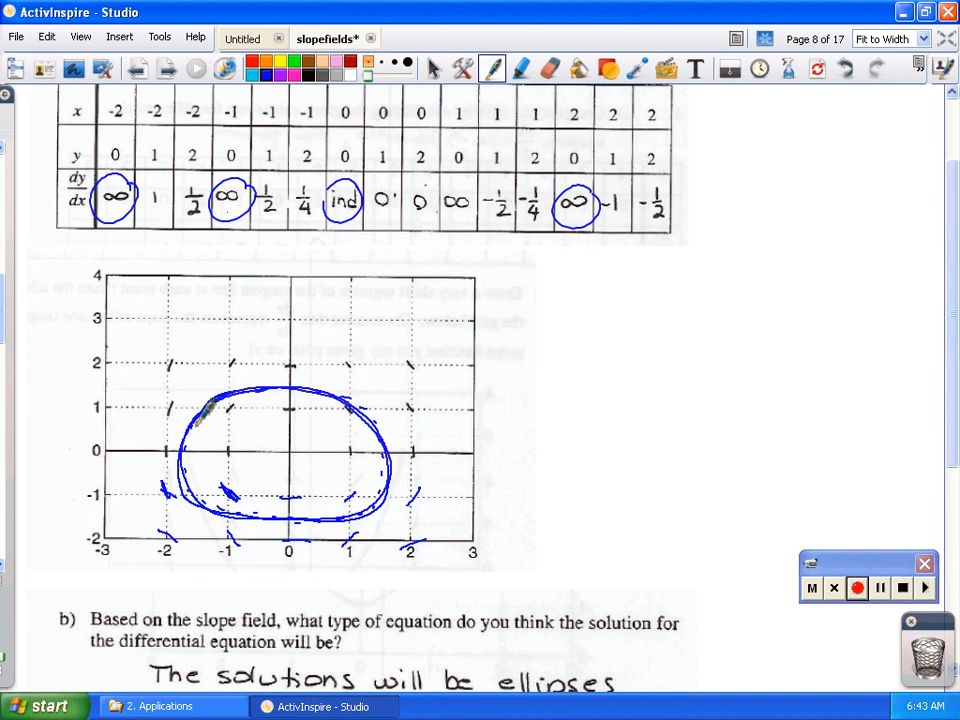 ActivInspire - Studio
File Edit View Insert Tools Help Untitled slopefields* Page 8 of 17 Fit to Width
x -2 -2 -2 -1 -1 -1 0 0 0 1 1 1 2 2 2
y 0 1 2 0 1 2 0 1 2 0 1 2 0 1 2
dy/dx ∞ 1 1/2 ∞ 1/2 1/4 ind 0 0 ∞ -1/2 -1/4 ∞ -1 -1/2
4
3
2
1
0
-1
-2
-3 -2 -1 0 1 2 3
M
b) Based on the slope field, what type of equation do you think the solution for
the differential equation will be?
The solutions will be ellipses
start 2. Applications ActivInspire - Studio 6:43 AM